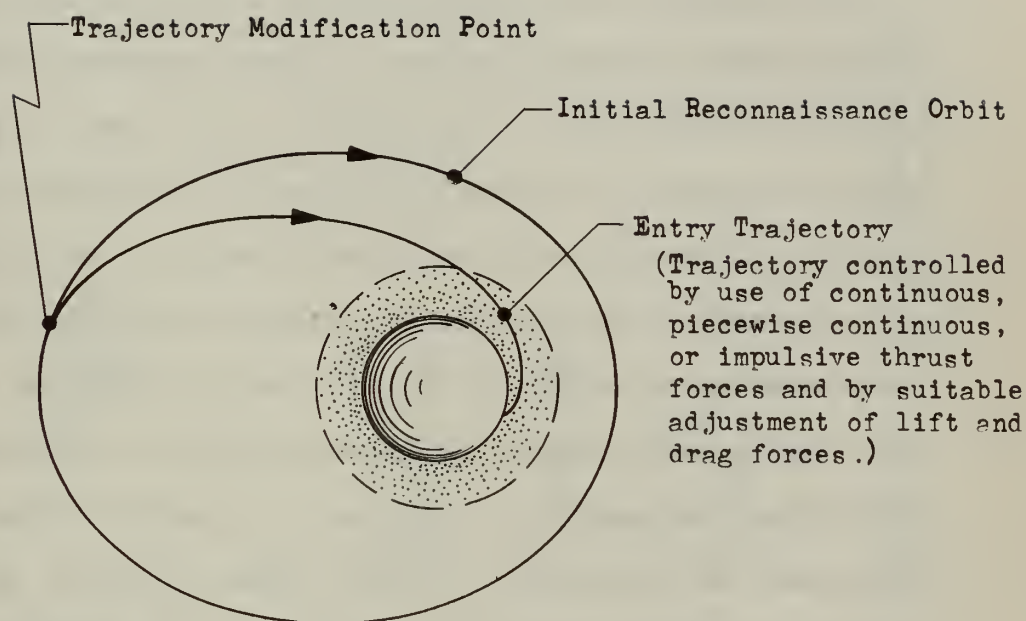 Trajectory Modification Point
Initial Reconnaissance Orbit
Entry Trajectory
(Trajectory controlled
by use of continuous,
piecewise continuous,
or impulsive thrust
forces and by suitable
adjustment of lift and
drag forces.)